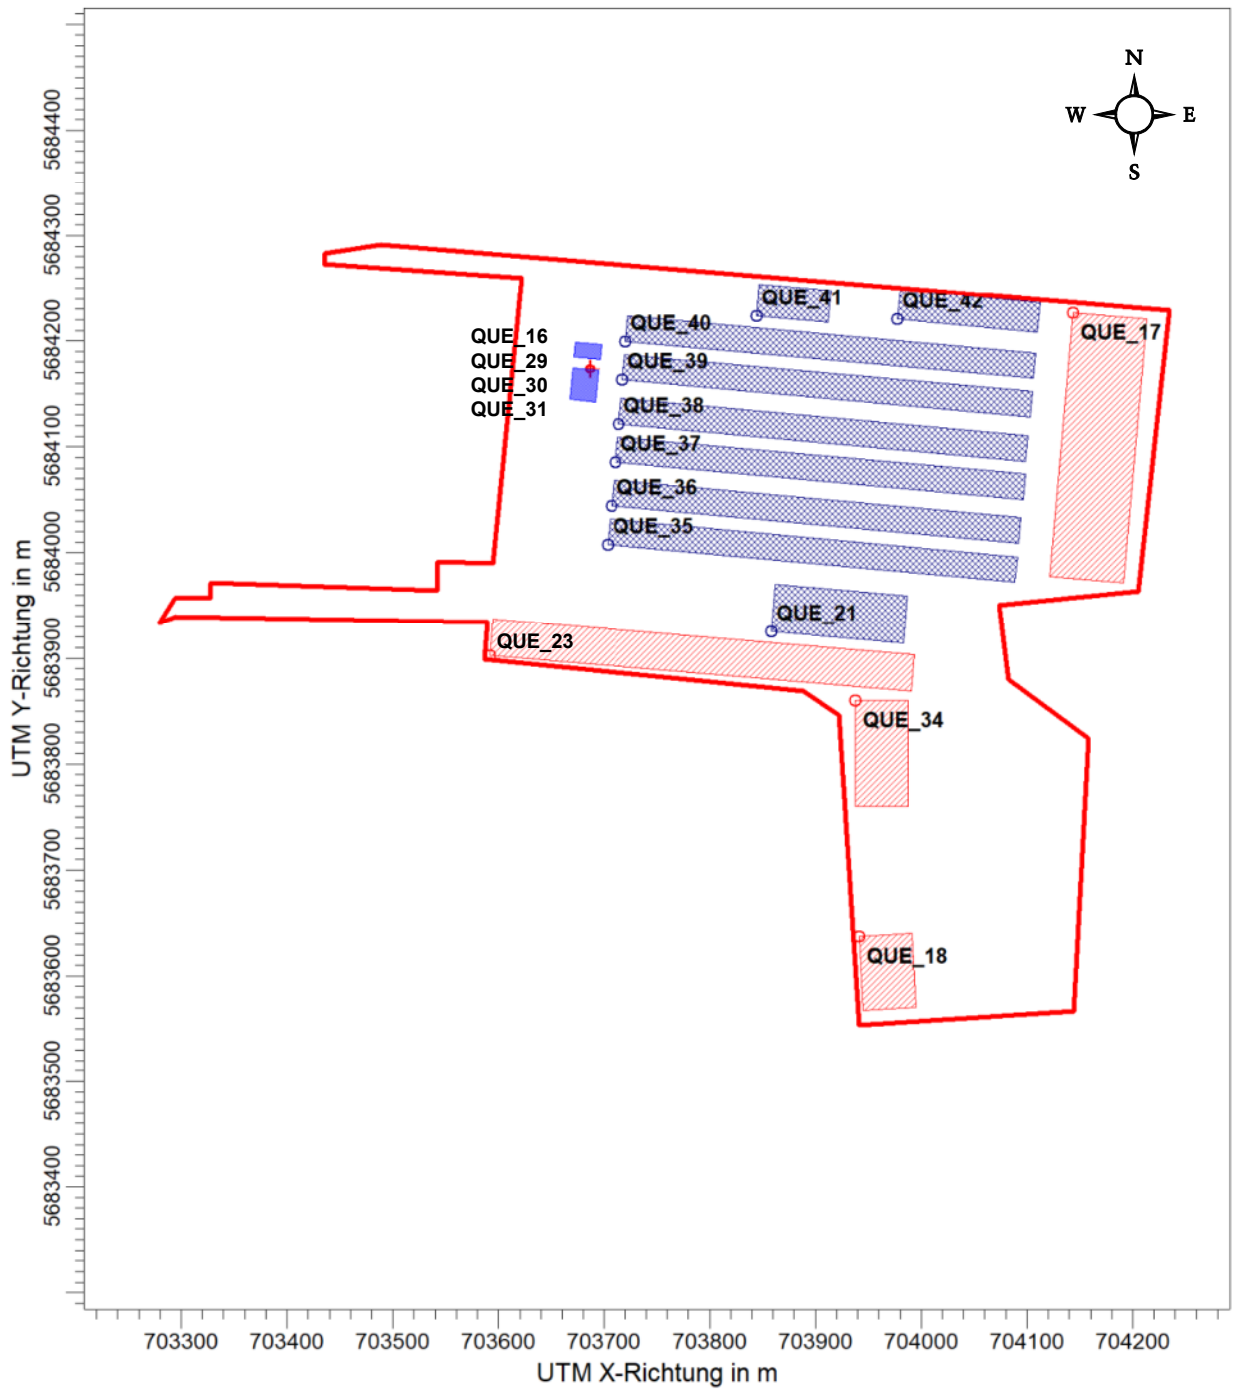 N
W E
S
5684400
5684300
5684200
5684100
5684000
5683900
5683800
5683700
5683600
5683500
5683400
UTM Y-Richtung in m
QUE_41
QUE_42
QUE_40
QUE_17
QUE_16
QUE_29
QUE_39
QUE_30
QUE_31
QUE_38
QUE_37
QUE_36
QUE_35
QUE_21
QUE_23
QUE_34
QUE_18
703300 703400 703500 703600 703700 703800 703900 704000 704100 704200
UTM X-Richtung in m